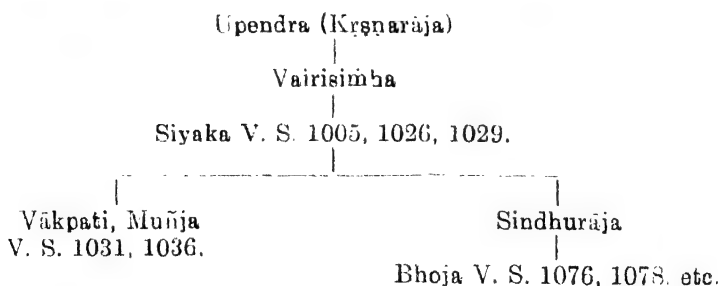 Upendra (Kṛṣṇarāja)
Vairisiṁha
Siyaka V. S. 1005, 1026, 1029.
Vākpati, Muñja Sindhurāja
V. S. 1031, 1036.
Bhoja V. S. 1076, 1078. etc.